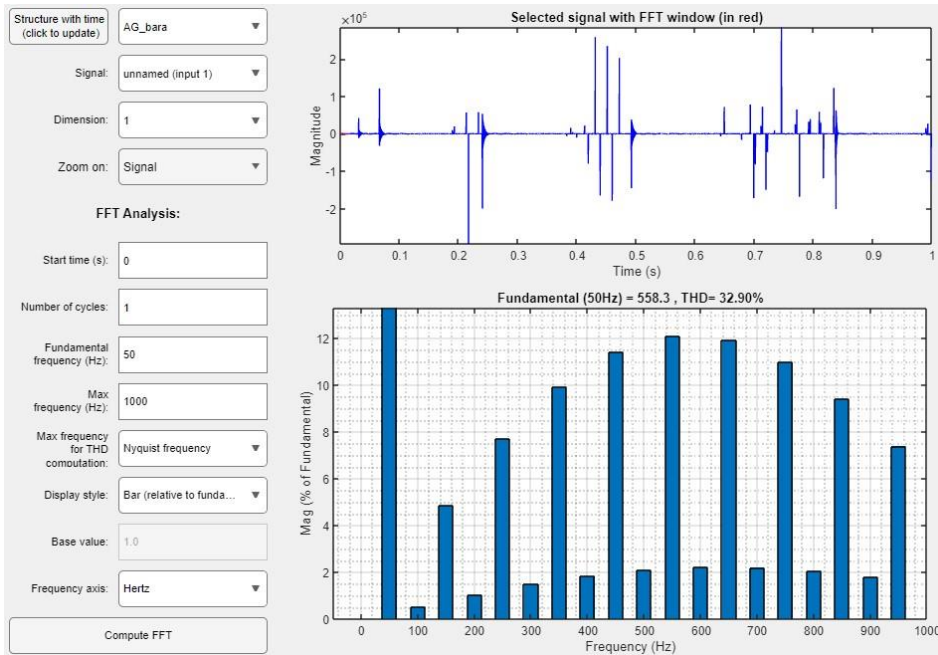 Structure with time
(click to update)
AG_bara
Signal:
unnamed (input 1)
Dimension:
1
Zoom on:
Signal
FFT Analysis:
Start time (s):
0
Number of cycles:
1
Fundamental
frequency (Hz):
50
Max
frequency (Hz):
1000
Max frequency
for THD
computation:
Nyquist frequency
Display style:
Bar (relative to funda...
Base value:
1.0
Frequency axis:
Hertz
Compute FFT
Selected signal with FFT window (in red)
×10⁵
2
1
0
-1
-2
Magnitude
0 0.1 0.2 0.3 0.4 0.5 0.6 0.7 0.8 0.9 1
Time (s)
Fundamental (50Hz) = 558.3 , THD= 32.90%
12
10
8
6
4
2
0
Mag (% of Fundamental)
0 100 200 300 400 500 600 700 800 900 1000
Frequency (Hz)